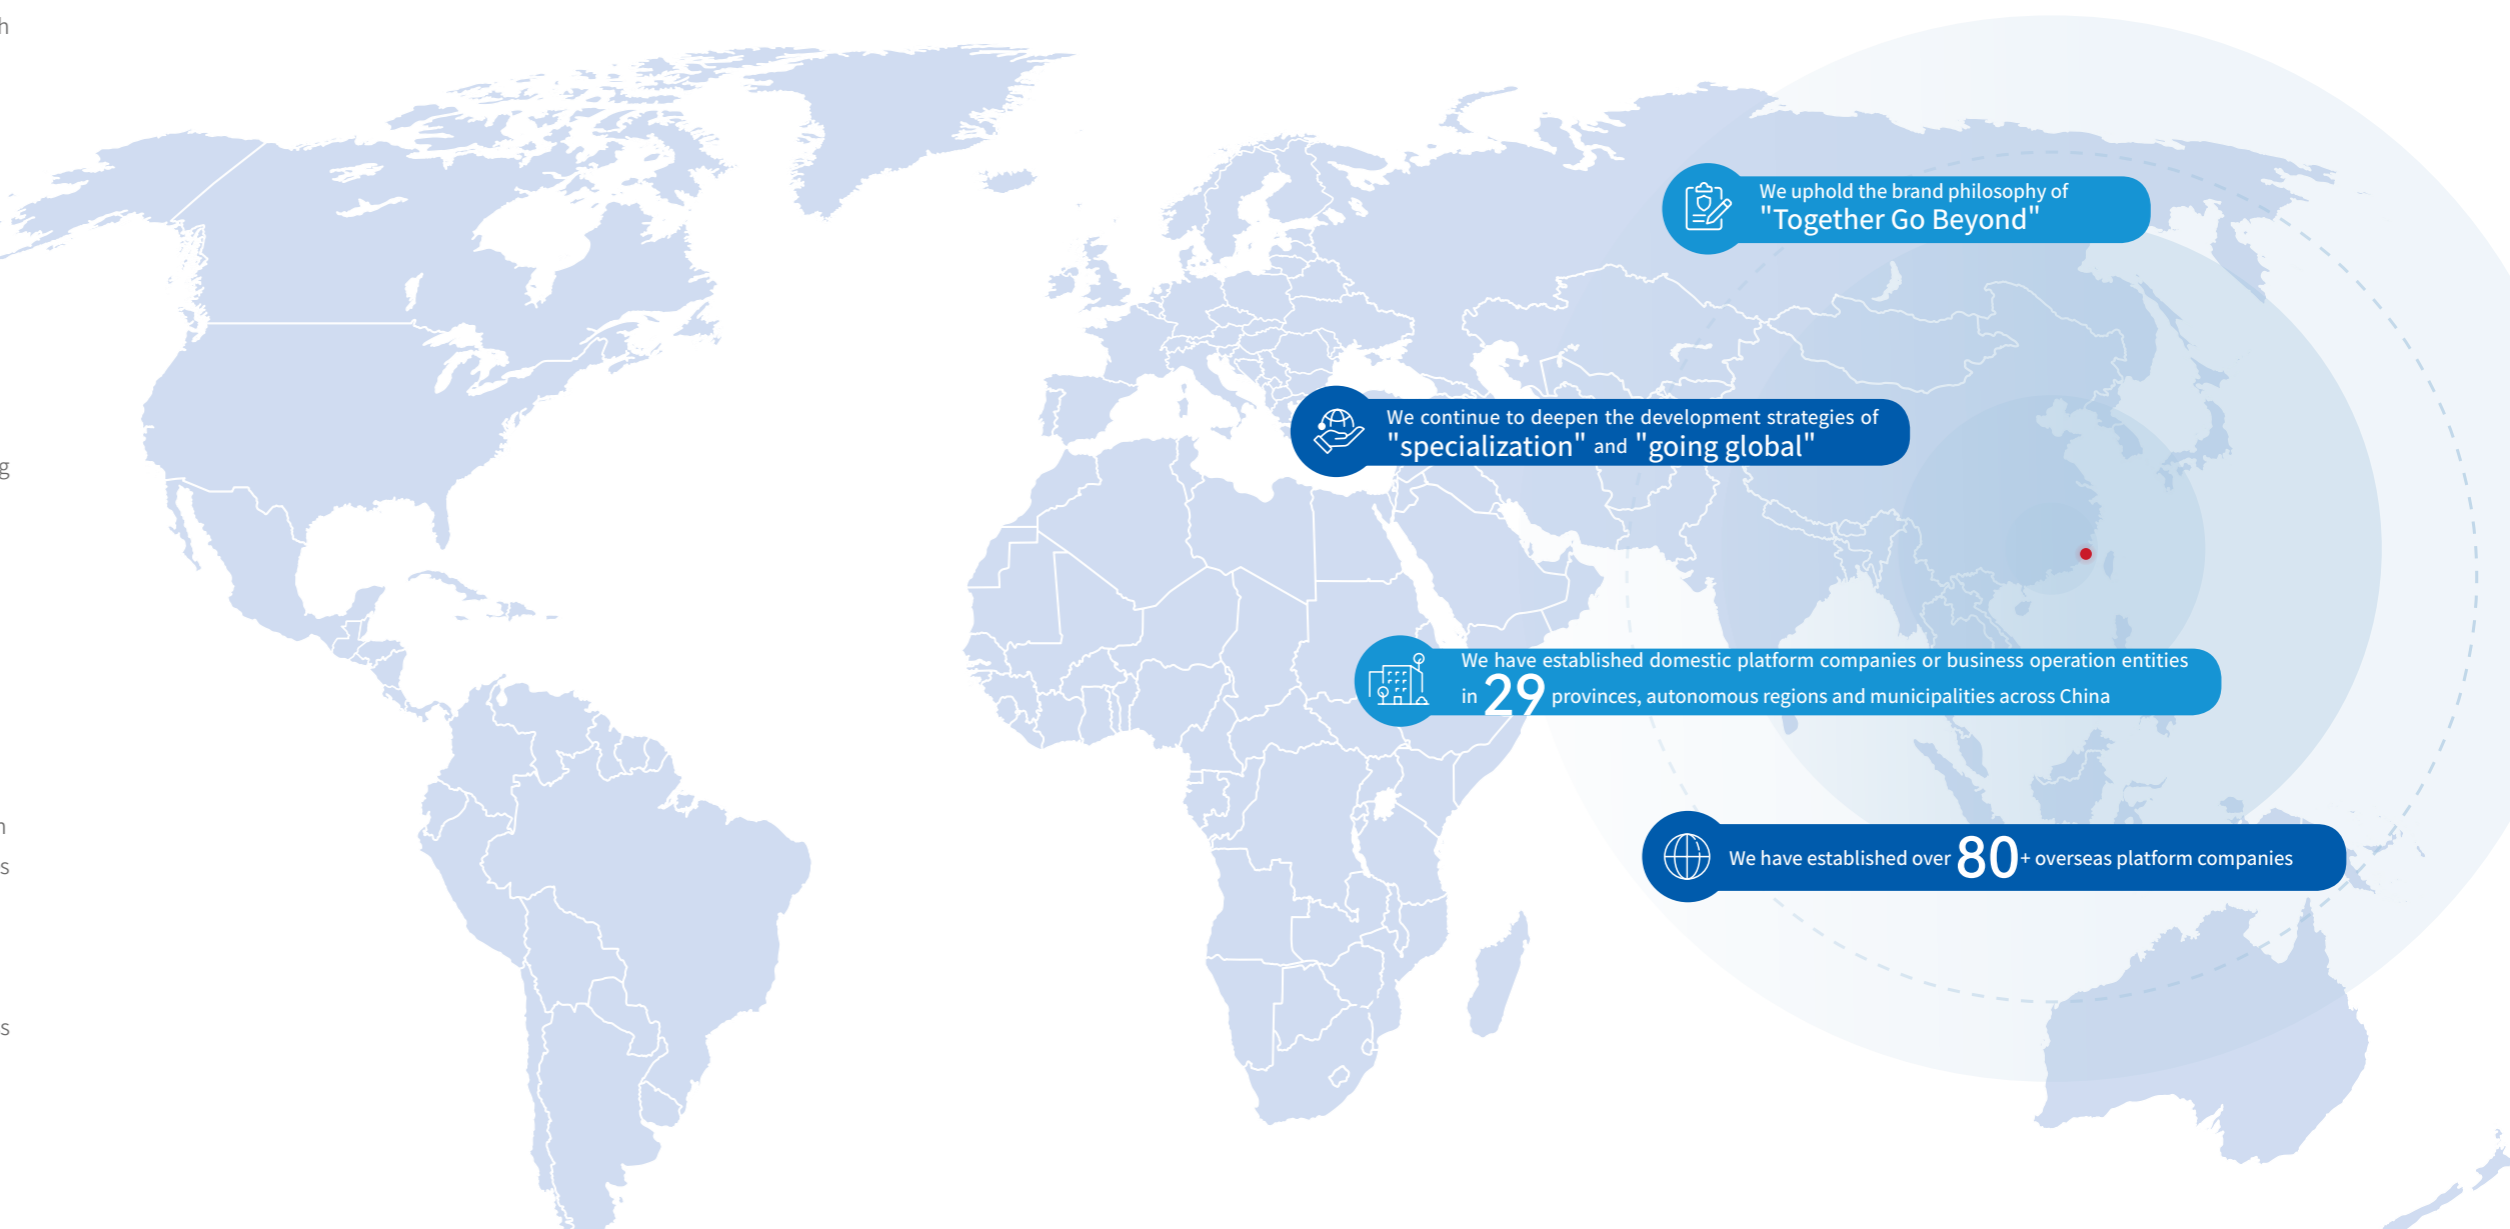 We uphold the brand philosophy of
"Together Go Beyond"
We continue to deepen the development strategies of
"specialization" and "going global"
We have established domestic platform companies or business operation entities
in 29 provinces, autonomous regions and municipalities across China
We have established over 80+ overseas platform companies